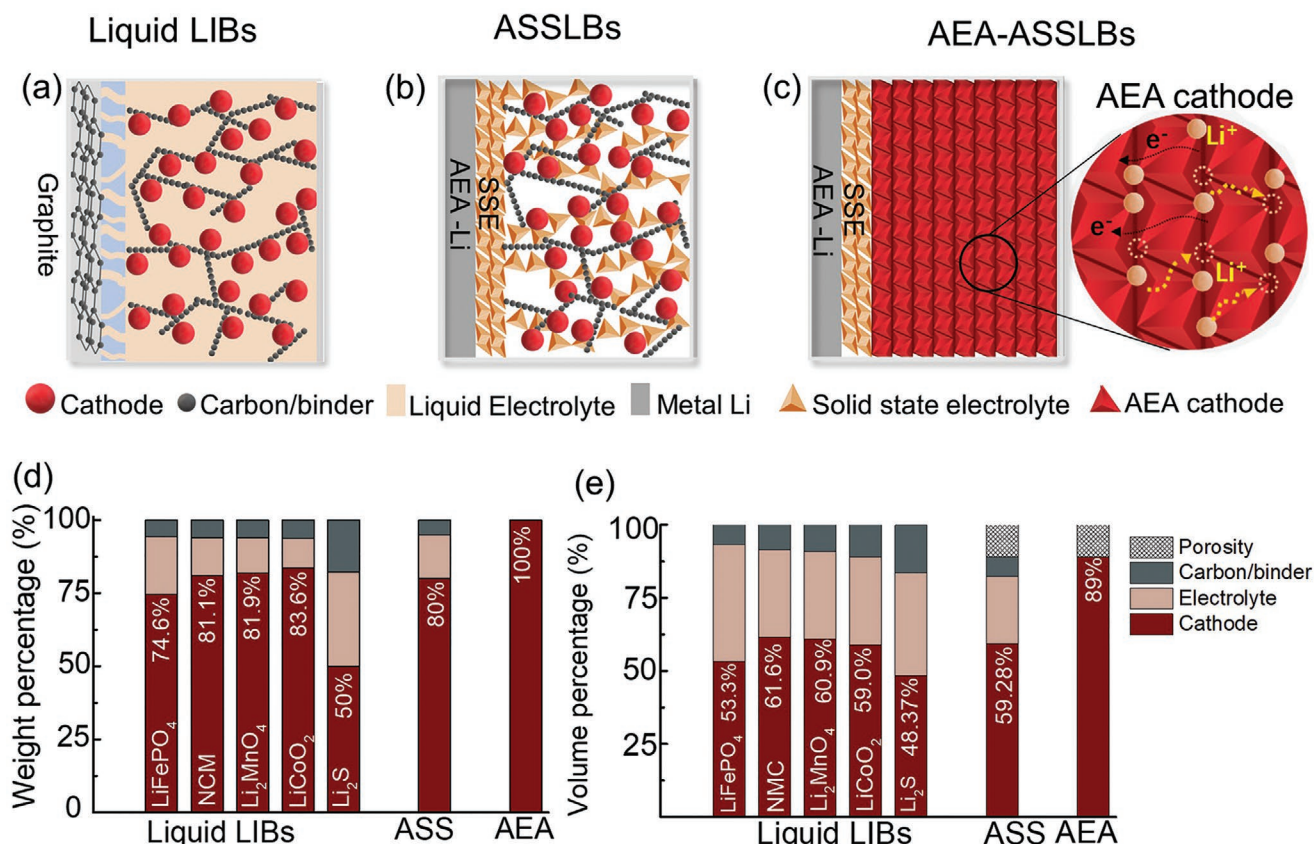 Liquid LIBs
ASSLBs
AEA-ASSLBs
(a)
Graphite
(b)
AEA -Li
SSE
(c)
AEA-Li
SSE
AEA cathode
e-
Li+
e-
Li+
Cathode
Carbon/binder
Liquid Electrolyte
Metal Li
Solid state electrolyte
AEA cathode
(d)
Weight percentage (%)
100
75
50
25
0
LiFePO4 74.6%
NCM 81.1%
Li2MnO4 81.9%
LiCoO2 83.6%
Li2S 50%
80%
100%
Liquid LIBs
ASS
AEA
(e)
Volume percentage (%)
100
75
50
25
LiFePO4 53.3%
NMC 61.6%
Li2MnO4 60.9%
LiCoO2 59.0%
Li2S 48.37%
59.28%
89%
Liquid LIBs
ASS
AEA
Porosity
Carbon/binder
Electrolyte
Cathode